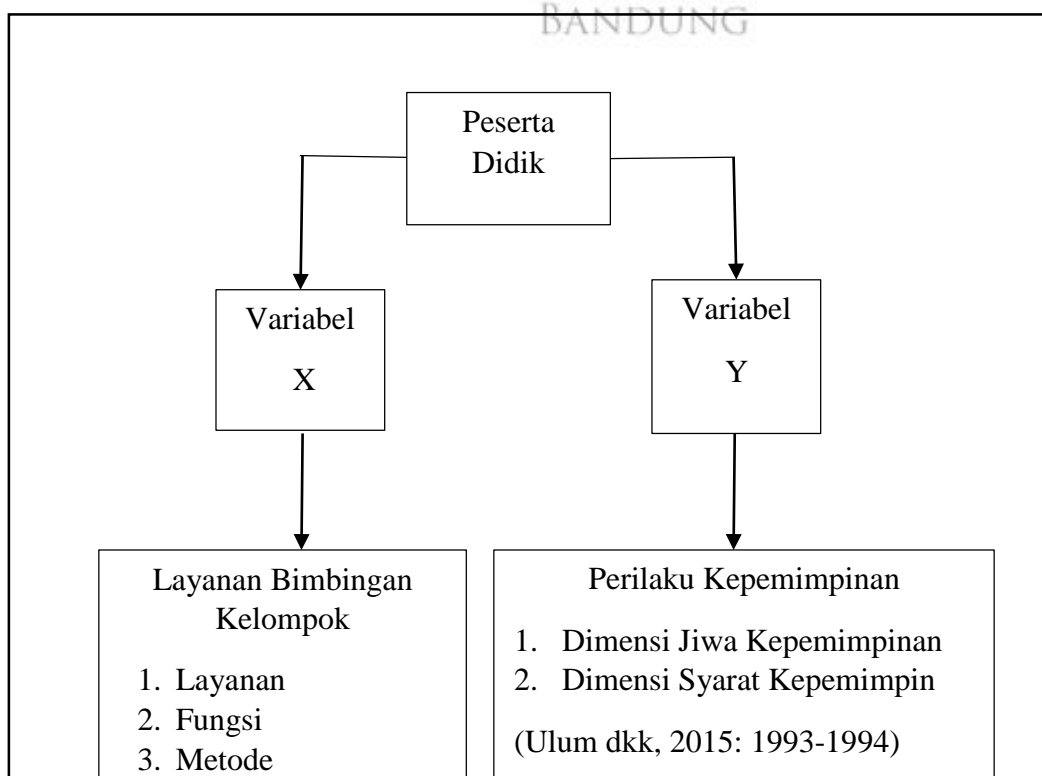 BANDUNG
Peserta
Didik
Variabel
X
Variabel
Y
Layanan Bimbingan
Kelompok
1. Layanan
2. Fungsi
3. Metode
Perilaku Kepemimpinan
1. Dimensi Jiwa Kepemimpinan
2. Dimensi Syarat Kepemimpin
(Ulum dkk, 2015: 1993-1994)